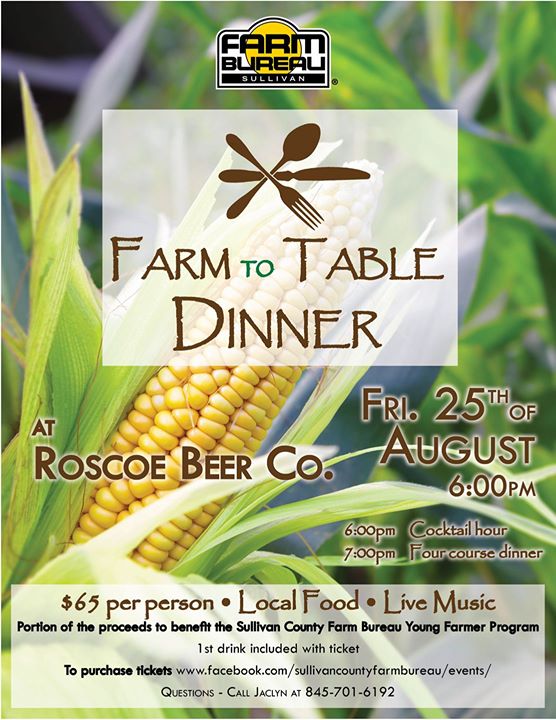 FARM
BUREAU
SULLIVAN
®
FARM TO TABLE
DINNER
AT
ROSCOE BEER CO.
FRI. 25TH OF
AUGUST
6:00PM
6:00pm Cocktail hour
7:00pm Four course dinner
$65 per person • Local Food • Live Music
Portion of the proceeds to benefit the Sullivan County Farm Bureau Young Farmer Program
1st drink included with ticket
To purchase tickets www.facebook.com/sullivancountyfarmbureau/events/
QUESTIONS - CALL JACLYN AT 845-701-6192